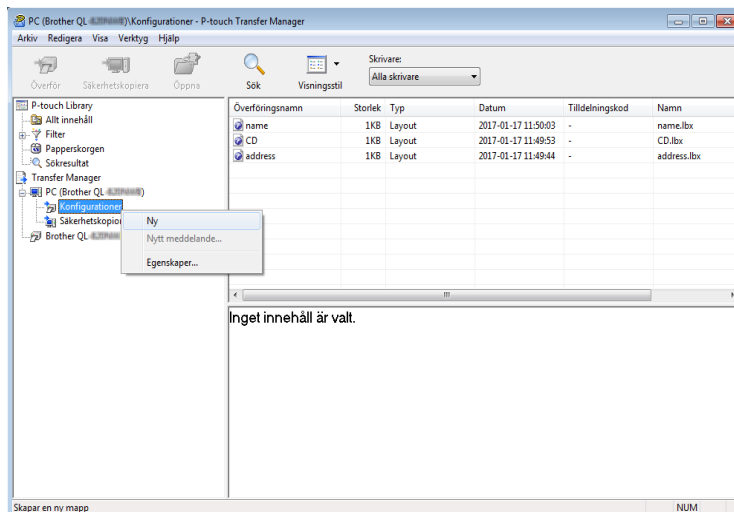 PC (Brother QL-)\Konfigurationer - P-touch Transfer Manager
Arkiv Redigera Visa Verktyg Hjälp
Skrivare:
Alla skrivare
Överför Säkerhetskopiera Öppna Sök Visningsstil
P-touch Library
Allt innehåll
Filter
Papperskorgen
Sökresultat
Transfer Manager
PC (Brother QL-)
Konfigurationer
Säkerhetskopior
Brother QL-
Ny
Nytt meddelande...
Egenskaper...
Överföringsnamn Storlek Typ Datum Tilldelningskod Namn
name 1KB Layout 2017-01-17 11:50:03 - name.lbx
CD 1KB Layout 2017-01-17 11:49:53 - CD.lbx
address 1KB Layout 2017-01-17 11:49:44 - address.lbx
Inget innehåll är valt.
Skapar en ny mapp NUM